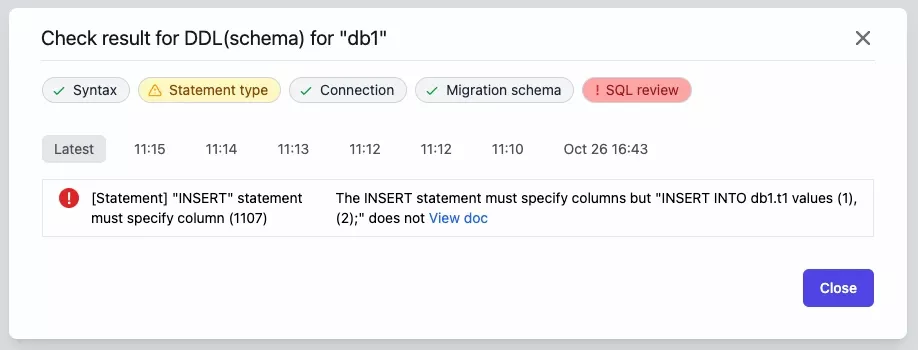 Check result for DDL(schema) for "db1"
Syntax Statement type Connection Migration schema ! SQL review
Latest 11:15 11:14 11:13 11:12 11:12 11:10 Oct 26 16:43
[Statement] "INSERT" statement
must specify column (1107)
The INSERT statement must specify columns but "INSERT INTO db1.t1 values (1),
(2);" does not View doc
Close